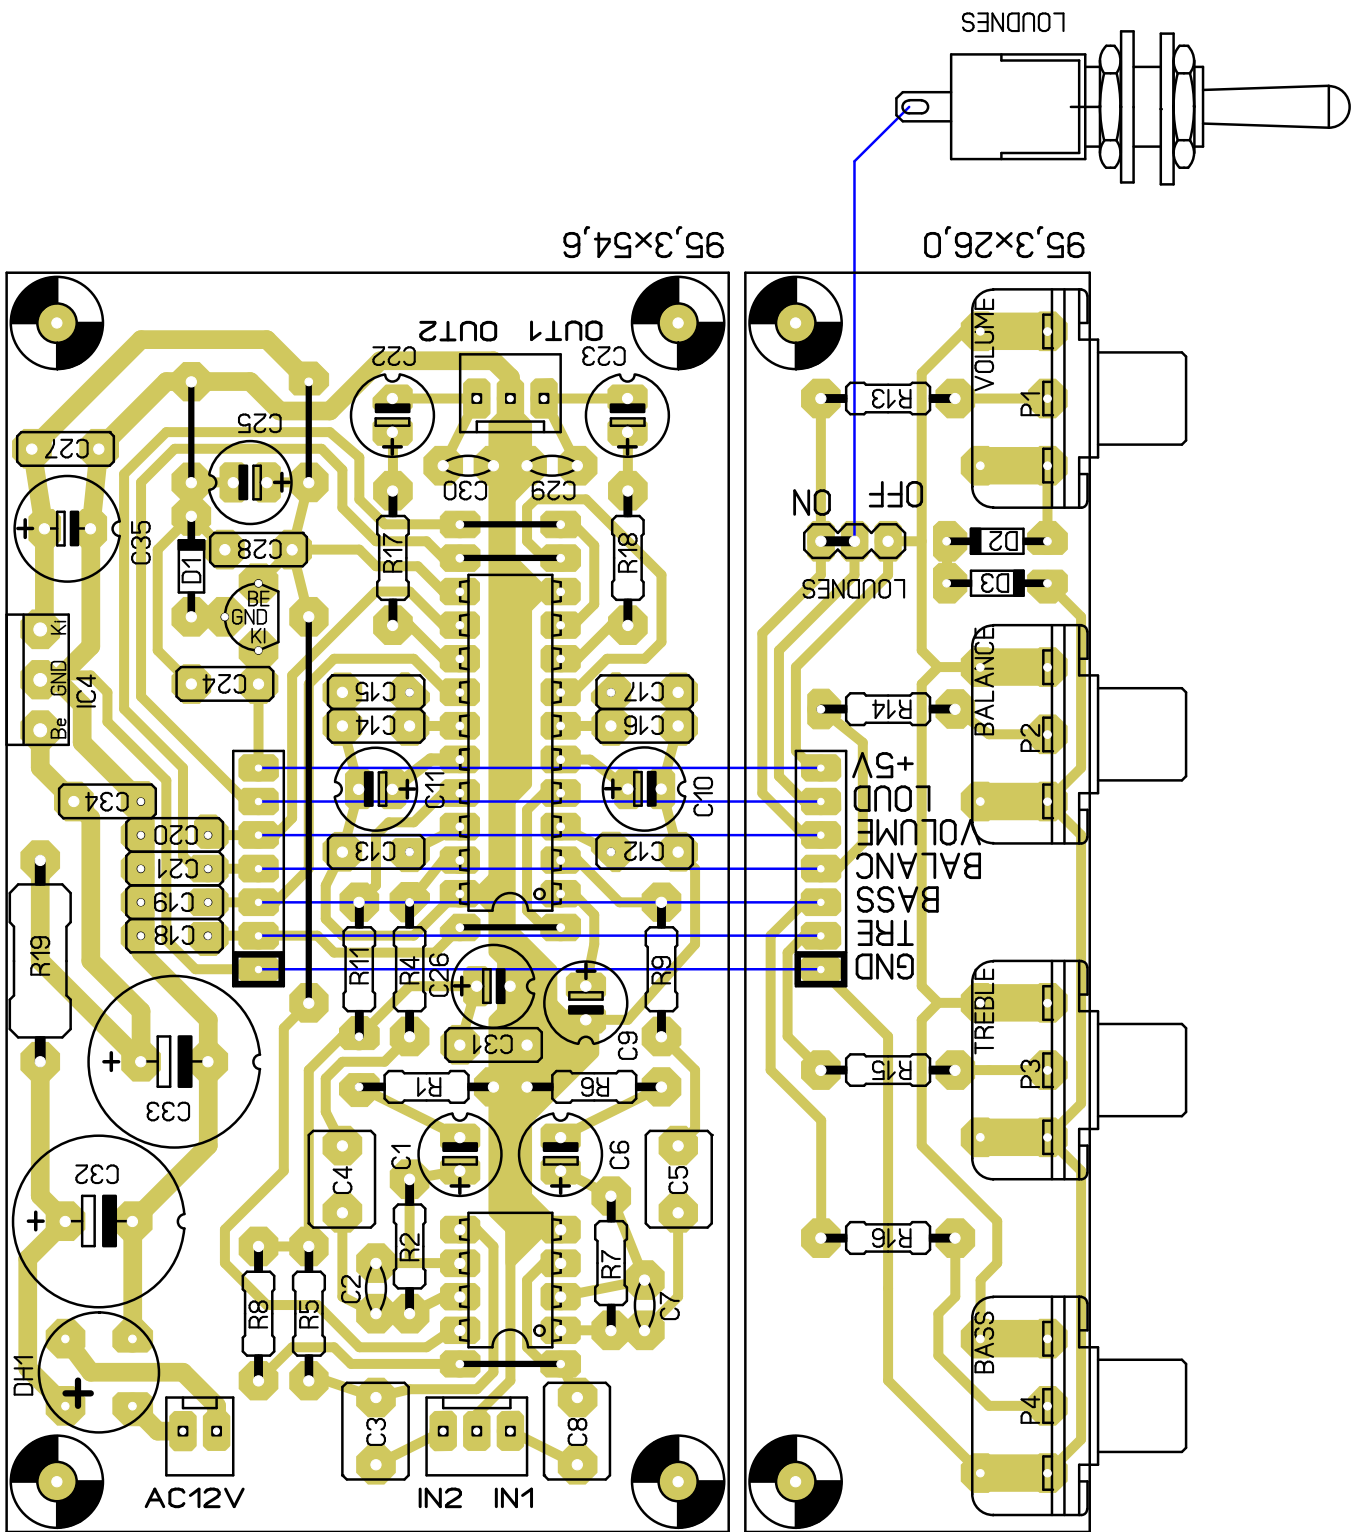 LOUDNES
95,3×54,6
95,3×26,0
OUT2
OUT1
C22
C23
VOLUME
C25
R13
P1
C27
C30
C29
ON
OFF
C35
C28
R17
R18
D2
D1
D3
LOUDNES
BE
GND
KI
Ki
GND
Be
IC4
C24
C15
C17
BALANCE
C14
C16
R14
P2
C11
C10
+5V
LOUD
VOLUME
BALANC
BASS
TRE
GND
C34
C20
C21
C19
C18
C13
C12
R19
R11
R4
C26
R9
C31
C9
TREBLE
R15
P3
C33
R1
R6
C32
C4
C1
C6
C5
R2
R7
R16
C2
C7
R8
R5
DH1
BASS
P4
C3
C8
AC12V
IN2
IN1